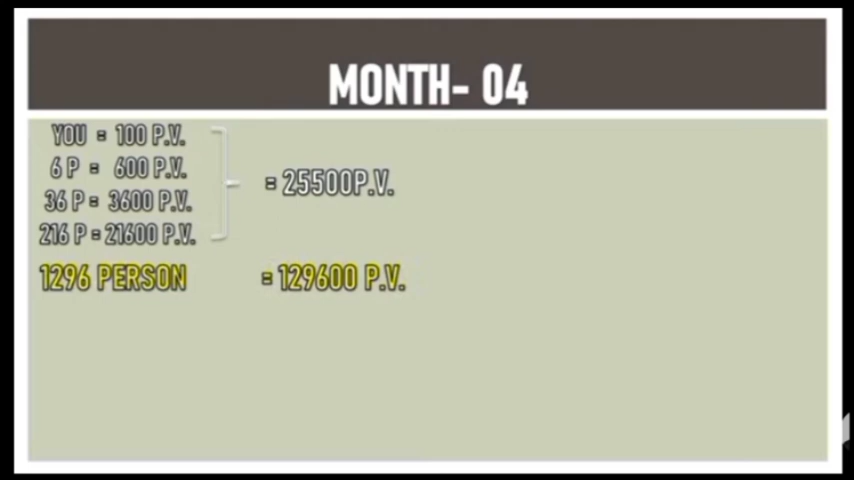 MONTH- 04
YOU = 100 P.V.
6 P = 600 P.V.
36 P = 3600 P.V.
216 P = 21600 P.V.
= 25500P.V.
1296 PERSON = 129600 P.V.